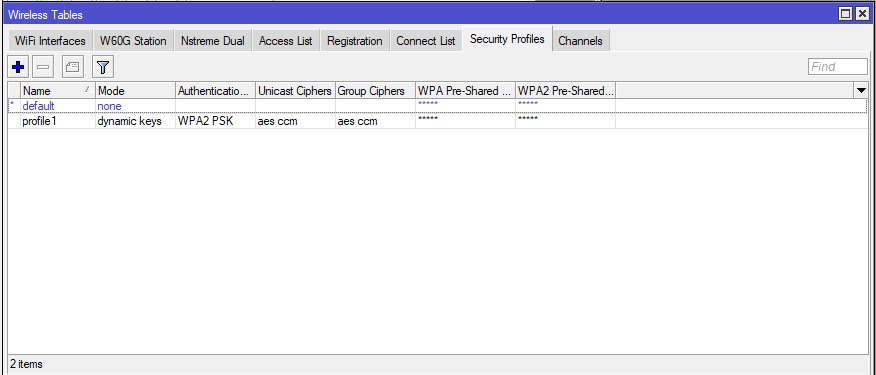 Wireless Tables
WiFi Interfaces W60G Station Nstreme Dual Access List Registration Connect List Security Profiles Channels
Find
Name / Mode Authenticatio... Unicast Ciphers Group Ciphers WPA Pre-Shared ... WPA2 Pre-Shared...
* default none ***** *****
profile1 dynamic keys WPA2 PSK aes ccm aes ccm ***** *****
2 items